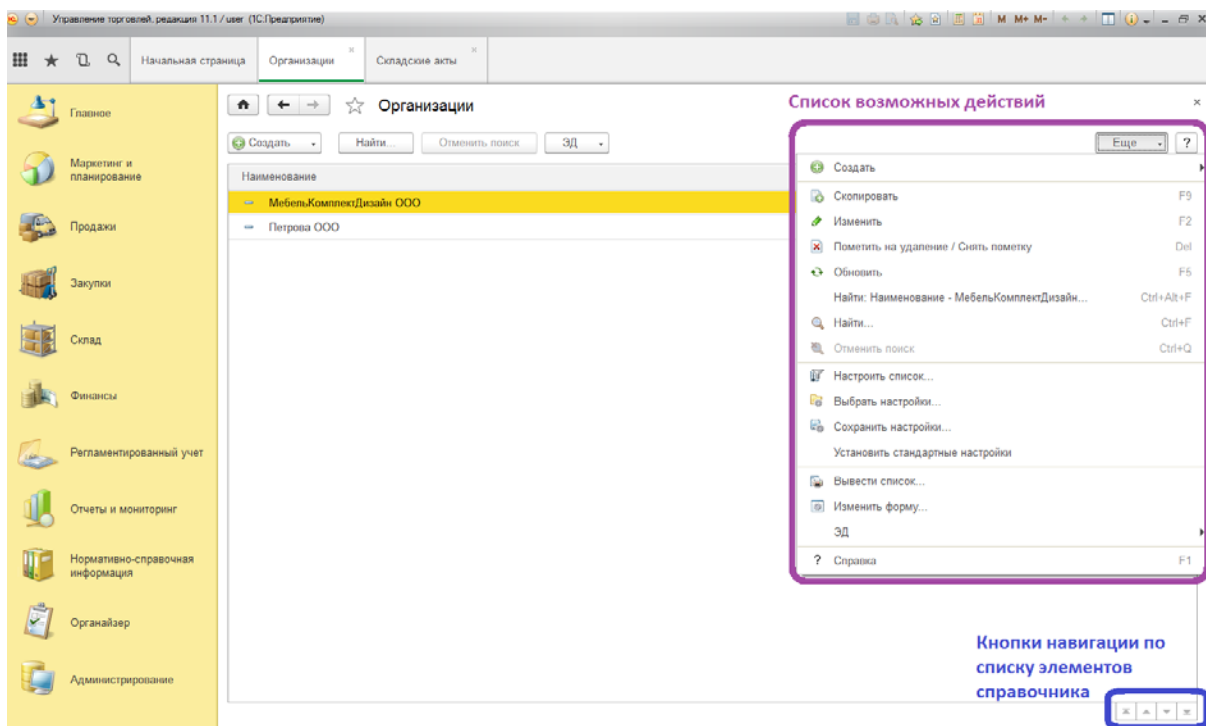 Управление торговлей, редакция 11.1 / user (1С:Предприятие)
M M+ M-
Начальная страница
Организации
Складские акты
Главное
Маркетинг и
планирование
Продажи
Закупки
Склад
Финансы
Регламентированный учет
Отчеты и мониторинг
Нормативно-справочная
информация
Органайзер
Администрирование
Организации
Создать
Найти...
Отменить поиск
ЭД
Наименование
МебельКомплектДизайн ООО
Петрова ООО
Список возможных действий
Еще ?
Создать
Скопировать F9
Изменить F2
Пометить на удаление / Снять пометку Del
Обновить F5
Найти: Наименование - МебельКомплектДизайн... Ctrl+Alt+F
Найти... Ctrl+F
Отменить поиск Ctrl+Q
Настроить список...
Выбрать настройки...
Сохранить настройки...
Установить стандартные настройки
Вывести список...
Изменить форму...
ЭД
? Справка F1
Кнопки навигации по
списку элементов
справочника